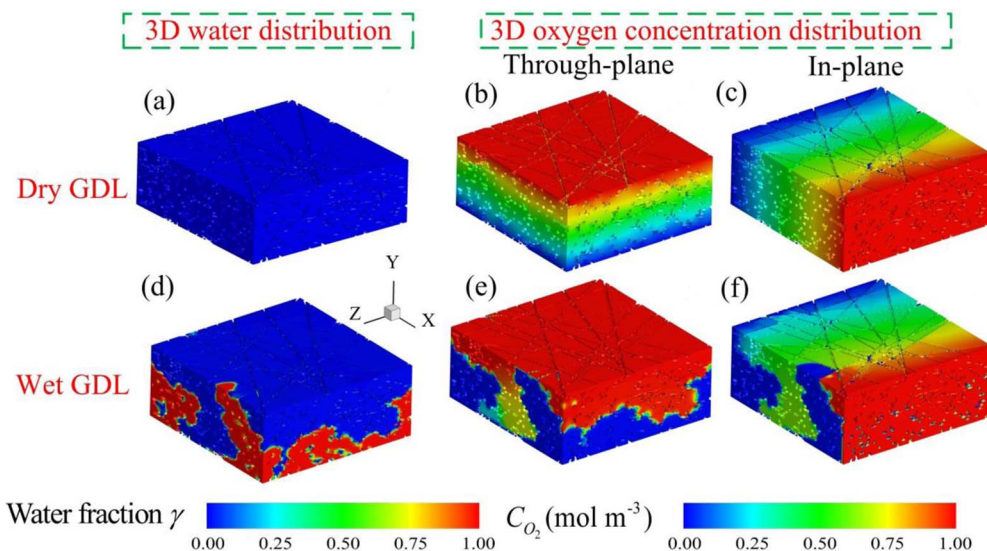 3D water distribution
3D oxygen concentration distribution
Through-plane
In-plane
(a)
(b)
(c)
Dry GDL
(d)
Y
Z
X
(e)
(f)
Wet GDL
Water fraction γ
0.00 0.25 0.50 0.75 1.00
C_{O_2} (mol m^{-3})
0.00 0.25 0.50 0.75 1.00